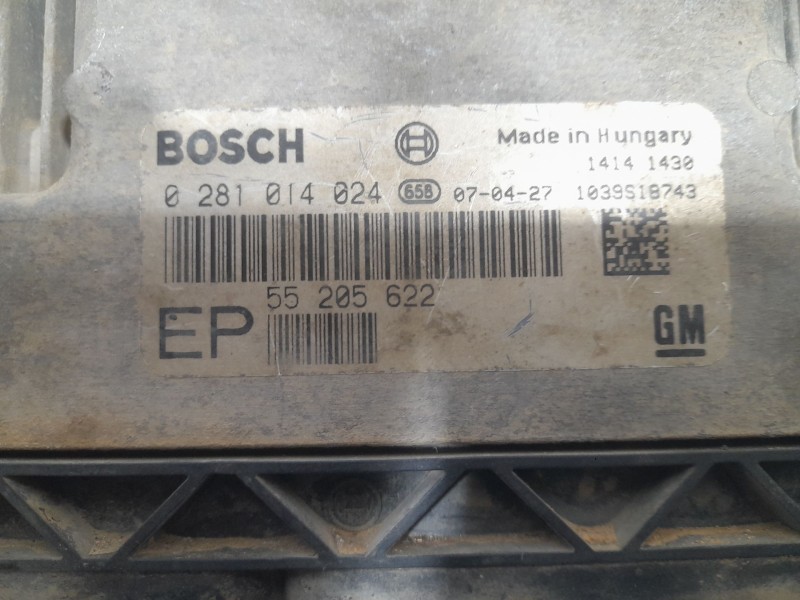 BOSCH Made in Hungary
1414 1430
0 281 014 024 658 07-04-27 1039S18743
55 205 622
EP
GM